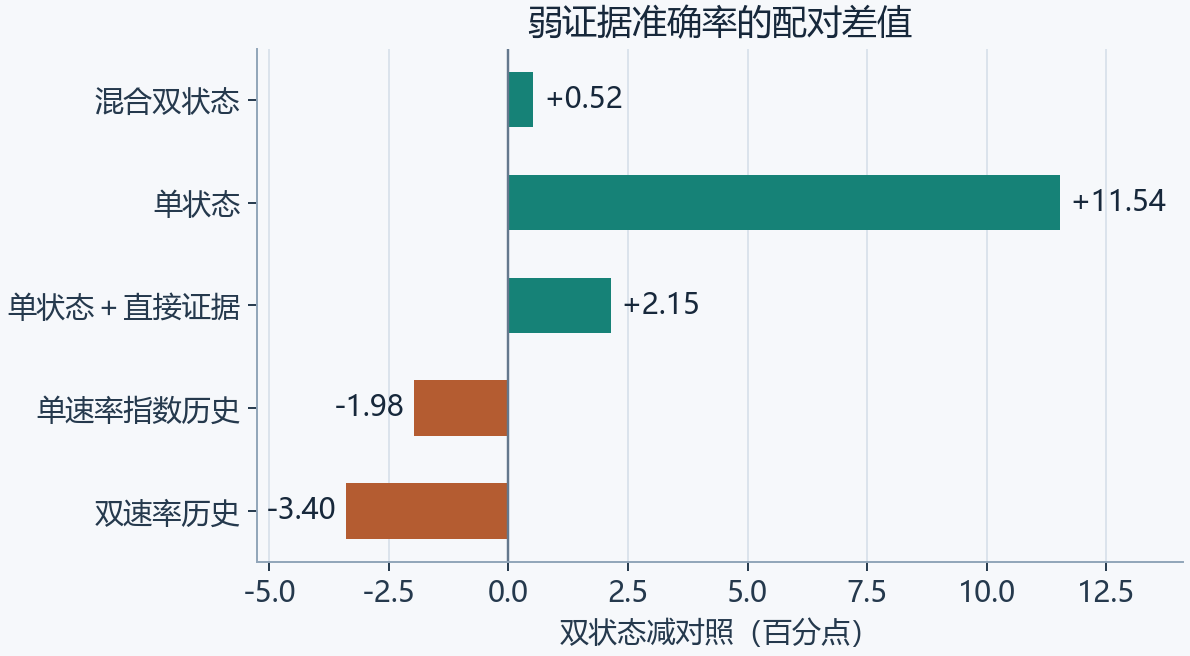 弱证据准确率的配对差值
混合双状态
+0.52
单状态
+11.54
单状态 + 直接证据
+2.15
单速率指数历史
-1.98
双速率历史
-3.40
-5.0 -2.5 0.0 2.5 5.0 7.5 10.0 12.5
双状态减对照（百分点）